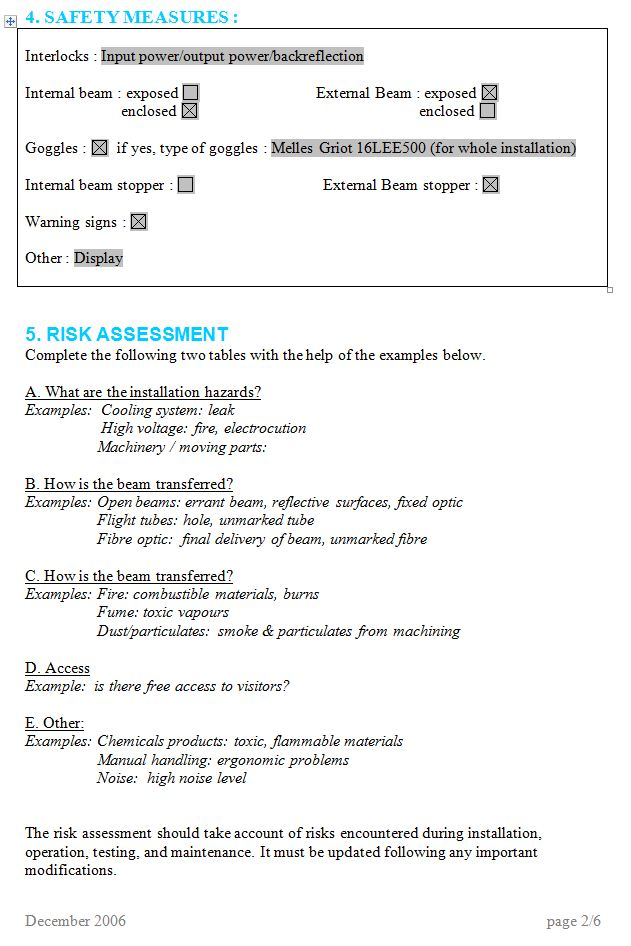 4. SAFETY MEASURES :
Interlocks : Input power/output power/backreflection
Internal beam : exposed ☐ External Beam : exposed ☒
enclosed ☒ enclosed ☐
Goggles : ☒ if yes, type of goggles : Melles Griot 16LEE500 (for whole installation)
Internal beam stopper : ☐ External Beam stopper : ☒
Warning signs : ☒
Other : Display
5. RISK ASSESSMENT
Complete the following two tables with the help of the examples below.
A. What are the installation hazards?
Examples: Cooling system: leak
High voltage: fire, electrocution
Machinery / moving parts:
B. How is the beam transferred?
Examples: Open beams: errant beam, reflective surfaces, fixed optic
Flight tubes: hole, unmarked tube
Fibre optic: final delivery of beam, unmarked fibre
C. How is the beam transferred?
Examples: Fire: combustible materials, burns
Fume: toxic vapours
Dust/particulates: smoke & particulates from machining
D. Access
Example: is there free access to visitors?
E. Other:
Examples: Chemicals products: toxic, flammable materials
Manual handling: ergonomic problems
Noise: high noise level
The risk assessment should take account of risks encountered during installation,
operation, testing, and maintenance. It must be updated following any important
modifications.
December 2006 page 2/6